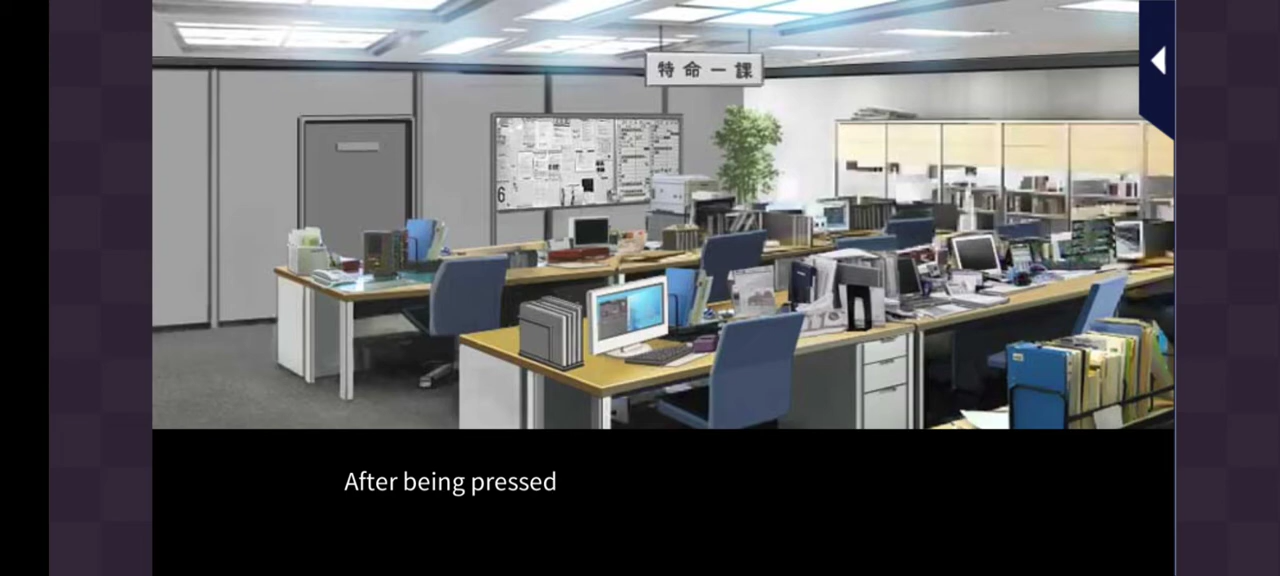 特命一課
6
After being pressed